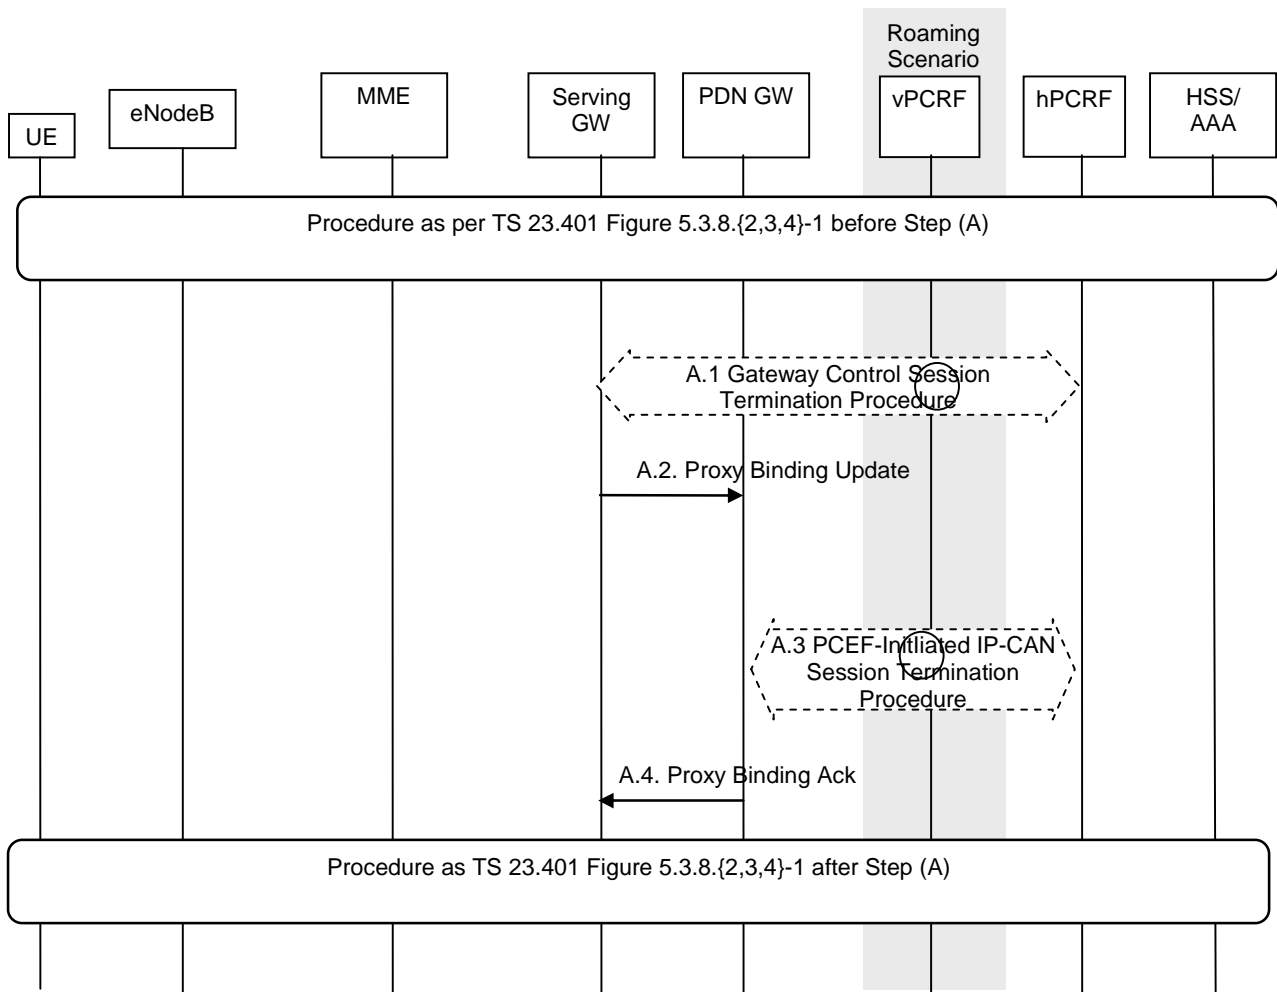 Roaming
Scenario
UE
eNodeB
MME
Serving
GW
PDN GW
vPCRF
hPCRF
HSS/
AAA
Procedure as per TS 23.401 Figure 5.3.8.{2,3,4}-1 before Step (A)
A.1 Gateway Control Session
Termination Procedure
A.2. Proxy Binding Update
A.3 PCEF-Initliated IP-CAN
Session Termination
Procedure
A.4. Proxy Binding Ack
Procedure as TS 23.401 Figure 5.3.8.{2,3,4}-1 after Step (A)